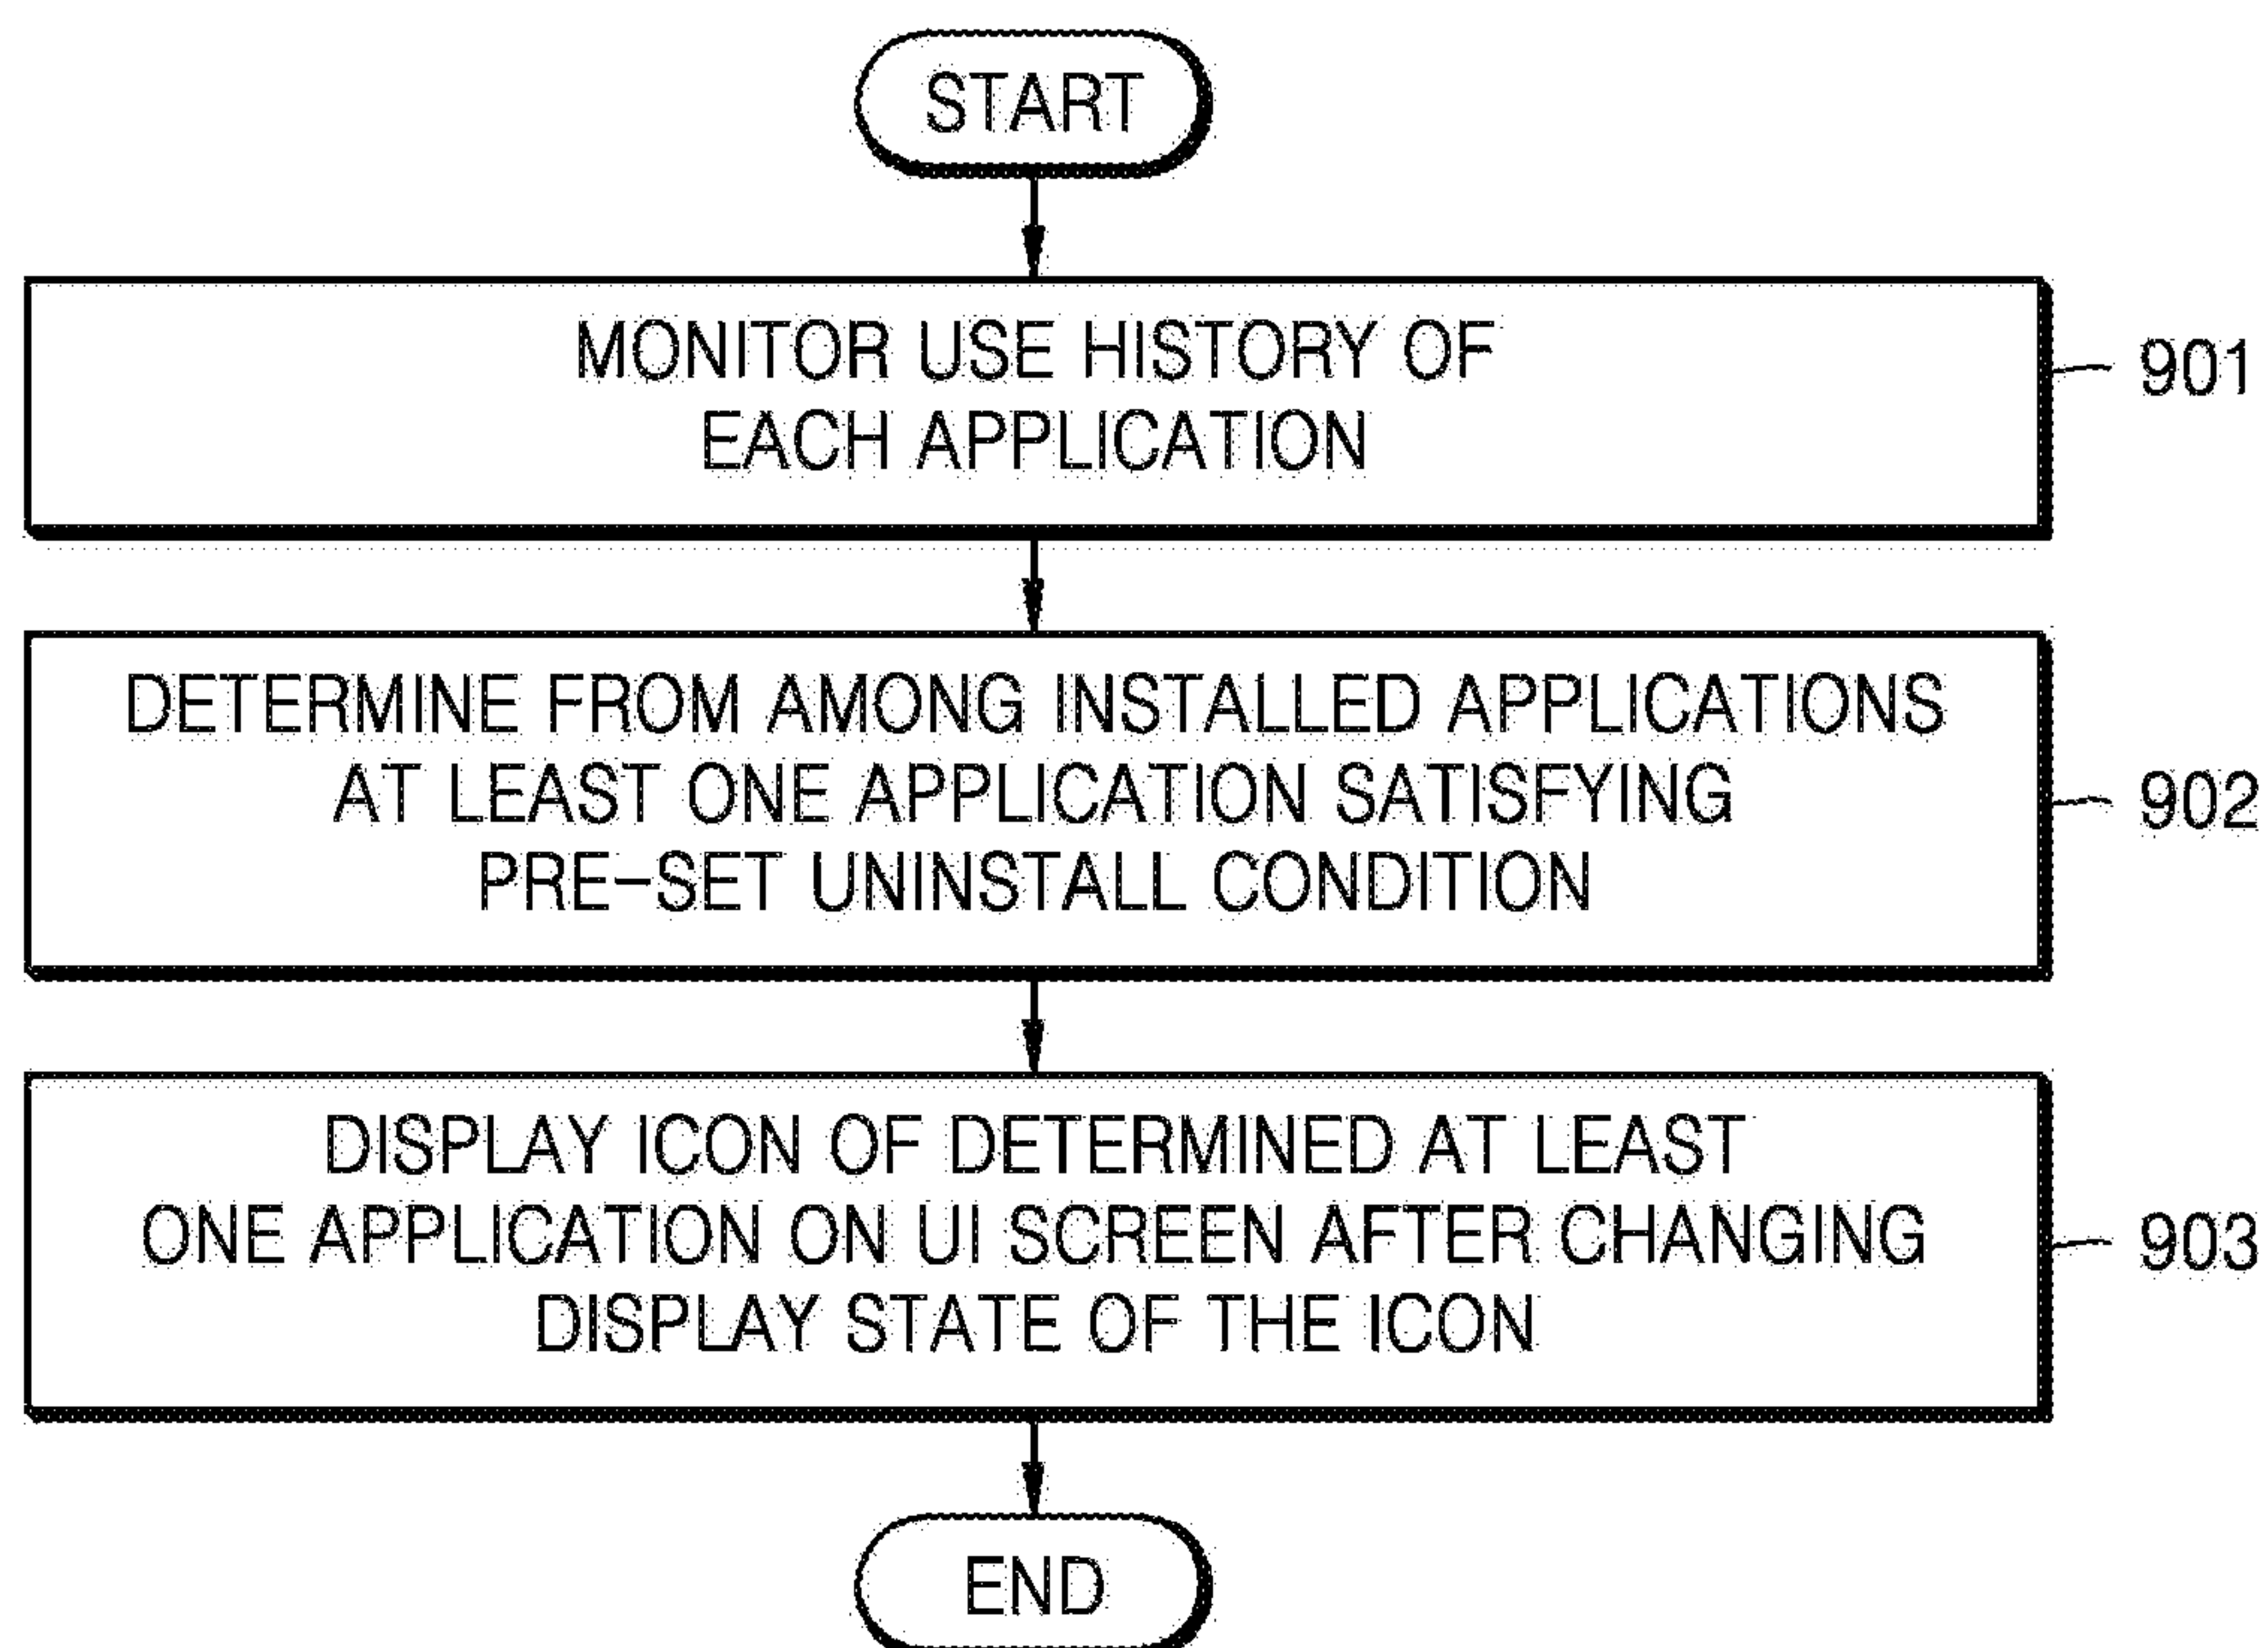 START
MONITOR USE HISTORY OF
EACH APPLICATION
901
DETERMINE FROM AMONG INSTALLED APPLICATIONS
AT LEAST ONE APPLICATION SATISFYING
PRE-SET UNINSTALL CONDITION
902
DISPLAY ICON OF DETERMINED AT LEAST
ONE APPLICATION ON UI SCREEN AFTER CHANGING
DISPLAY STATE OF THE ICON
903
END